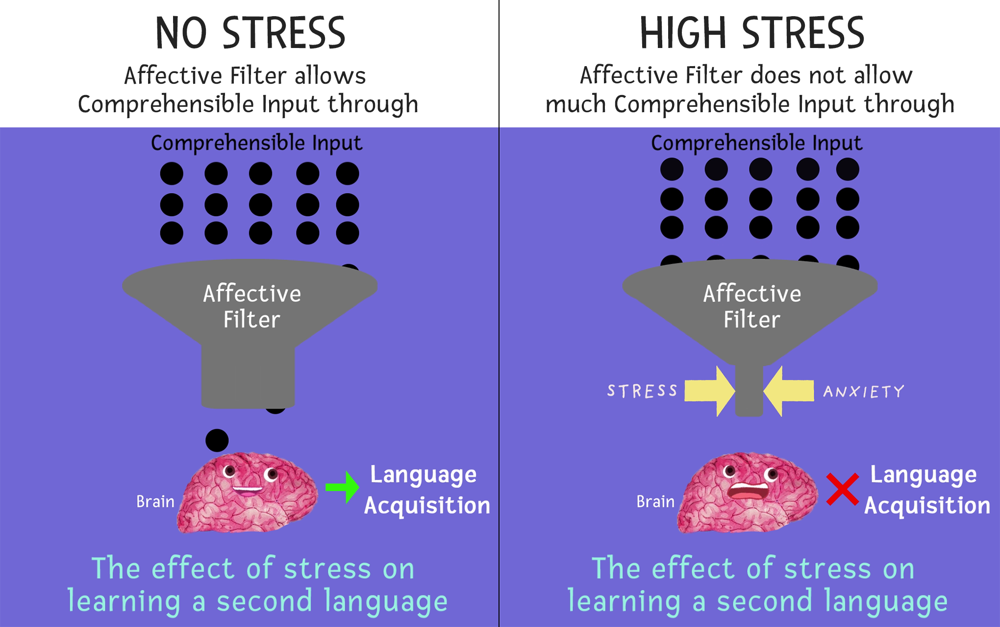 NO STRESS
Affective Filter allows
Comprehensible Input through
Comprehensible Input
Affective
Filter
Brain
Language
Acquisition
The effect of stress on
learning a second language
HIGH STRESS
Affective Filter does not allow
much Comprehensible Input through
Comprehensible Input
Affective
Filter
STRESS
ANXIETY
Brain
Language
Acquisition
The effect of stress on
learning a second language